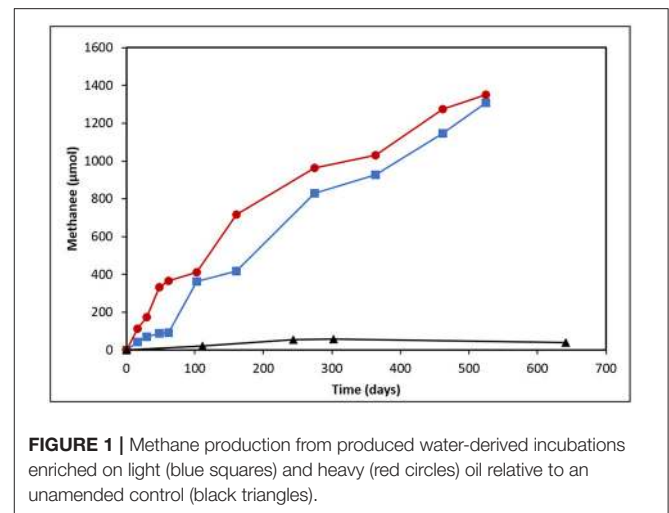 1600
1400
1200
1000
800
600
400
200
0
Methanee (µmol)
0 100 200 300 400 500 600 700
Time (days)
FIGURE 1 | Methane production from produced water-derived incubations
enriched on light (blue squares) and heavy (red circles) oil relative to an
unamended control (black triangles).